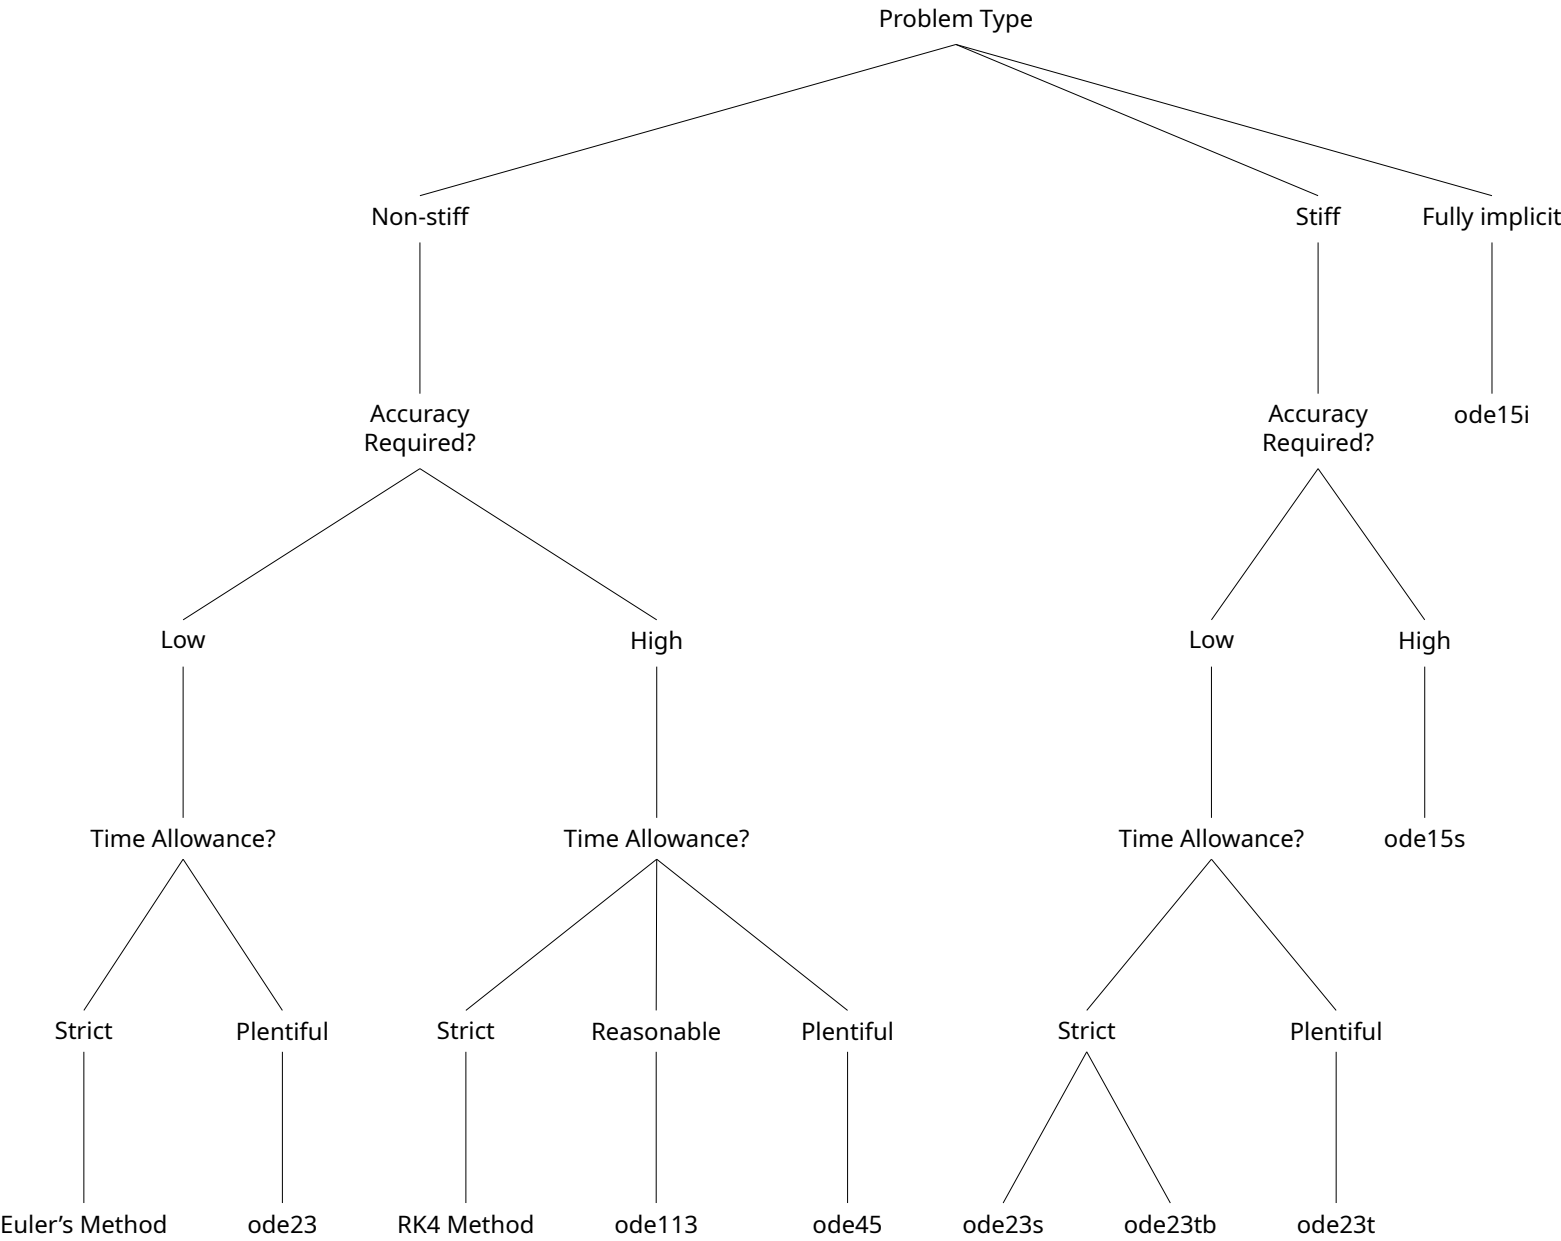 Problem Type
Non-stiff
Stiff
Fully implicit
Accuracy
Required?
Accuracy
Required?
ode15i
Low
High
Low
High
Time Allowance?
Time Allowance?
Time Allowance?
ode15s
Strict
Plentiful
Strict
Reasonable
Plentiful
Strict
Plentiful
Euler’s Method
ode23
RK4 Method
ode113
ode45
ode23s
ode23tb
ode23t